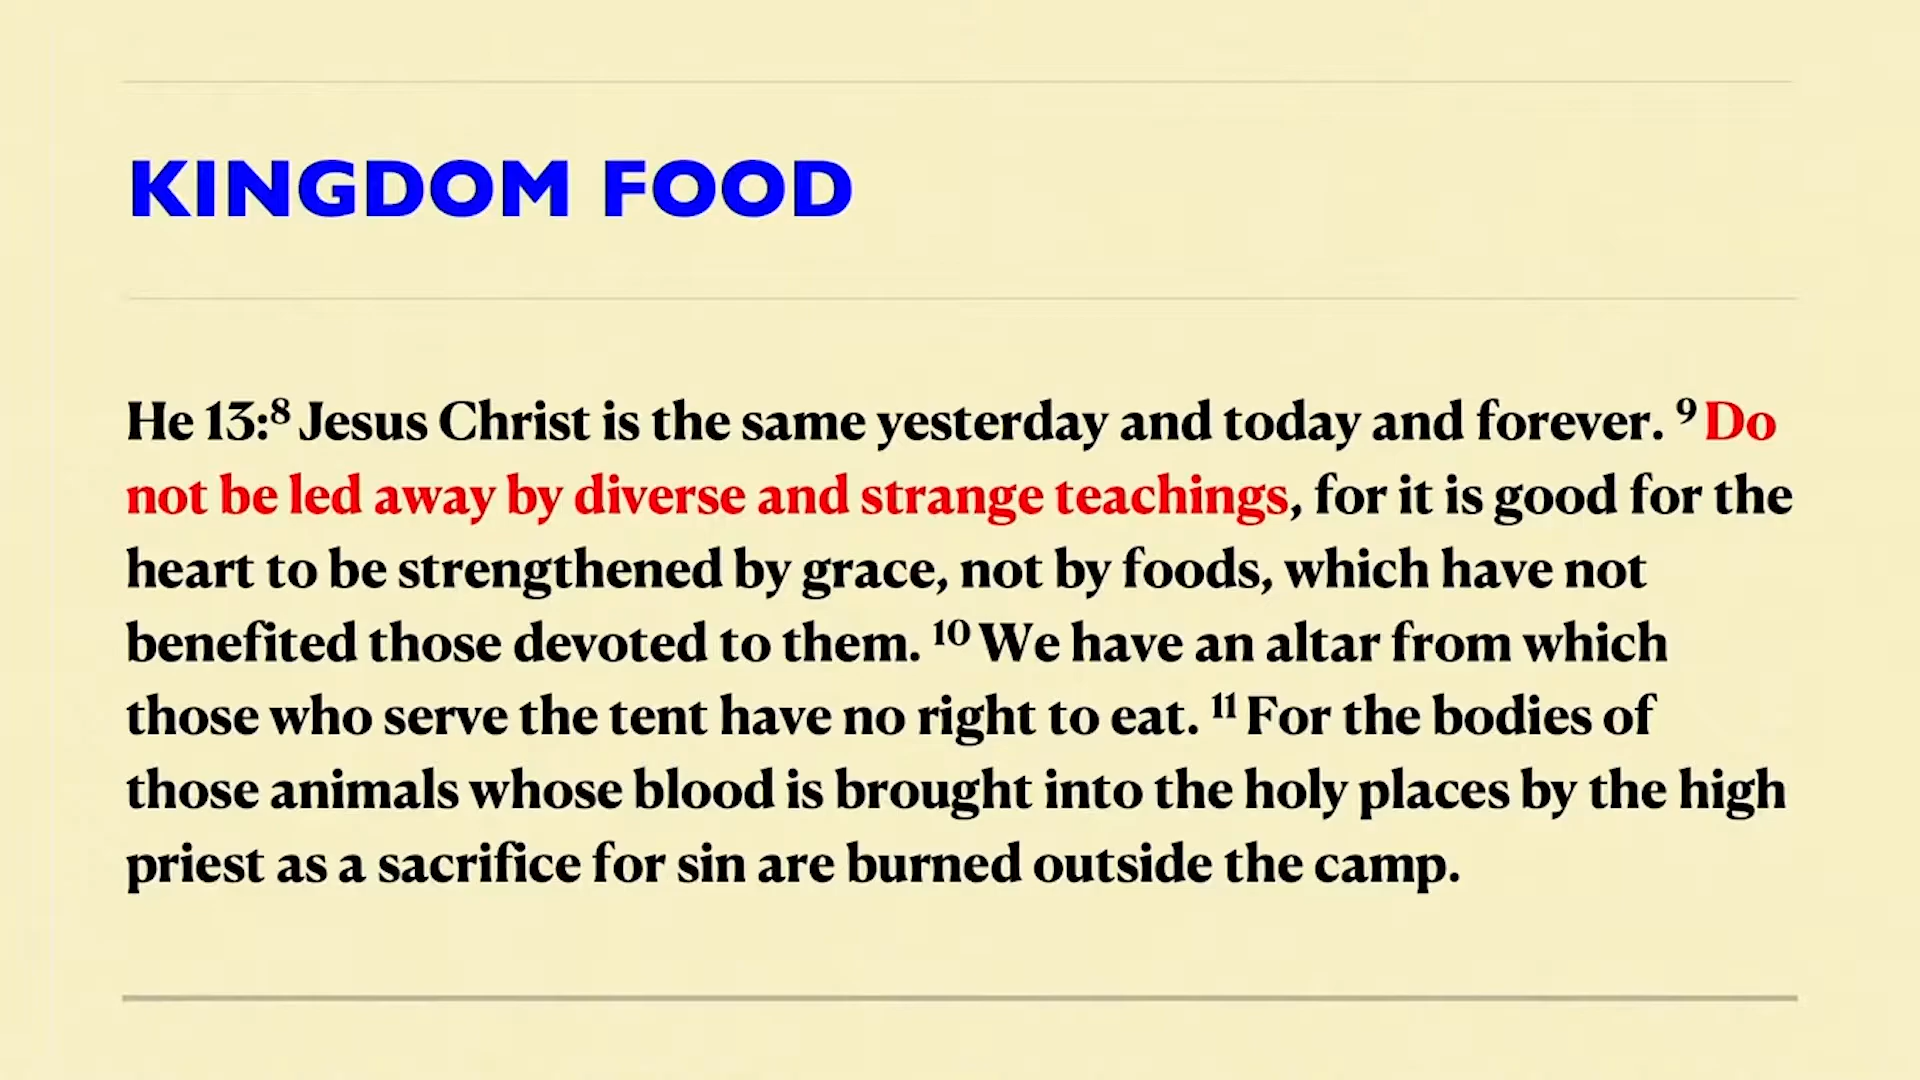 KINGDOM FOOD
He 13:⁸ Jesus Christ is the same yesterday and today and forever. ⁹ Do
not be led away by diverse and strange teachings, for it is good for the
heart to be strengthened by grace, not by foods, which have not
benefited those devoted to them. ¹⁰ We have an altar from which
those who serve the tent have no right to eat. ¹¹ For the bodies of
those animals whose blood is brought into the holy places by the high
priest as a sacrifice for sin are burned outside the camp.